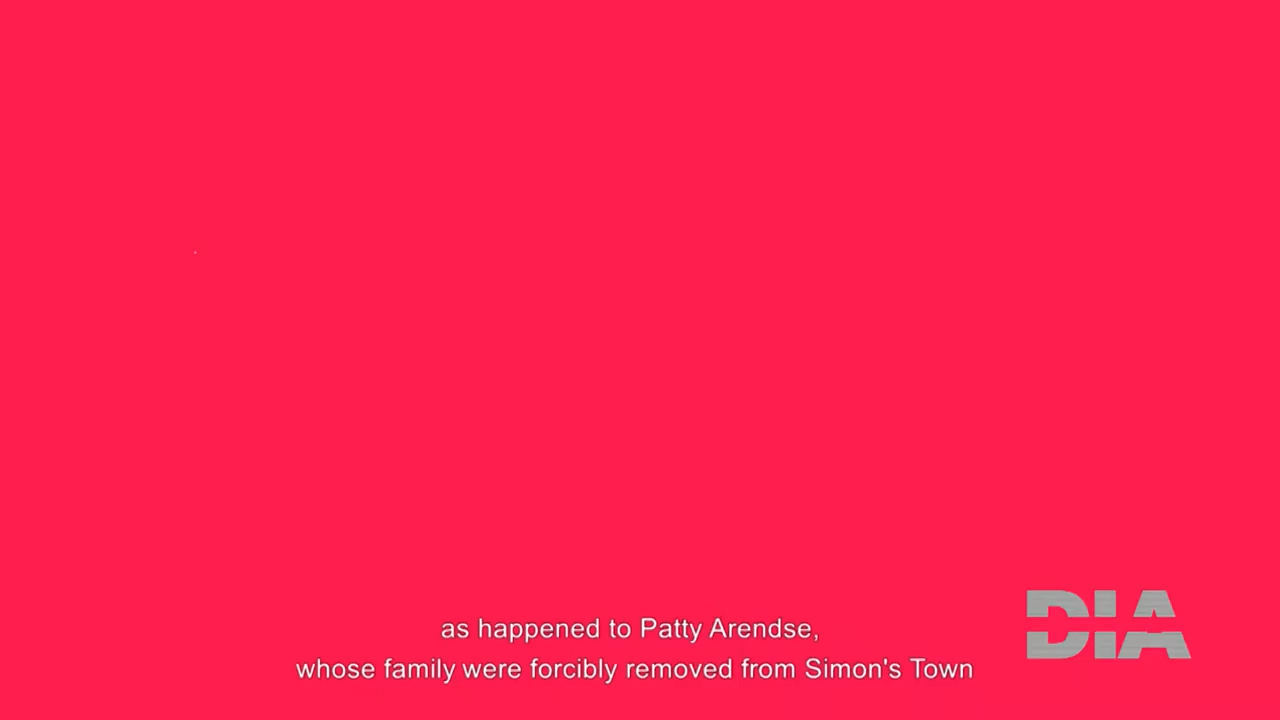 as happened to Patty Arendse,
whose family were forcibly removed from Simon's Town
DIA